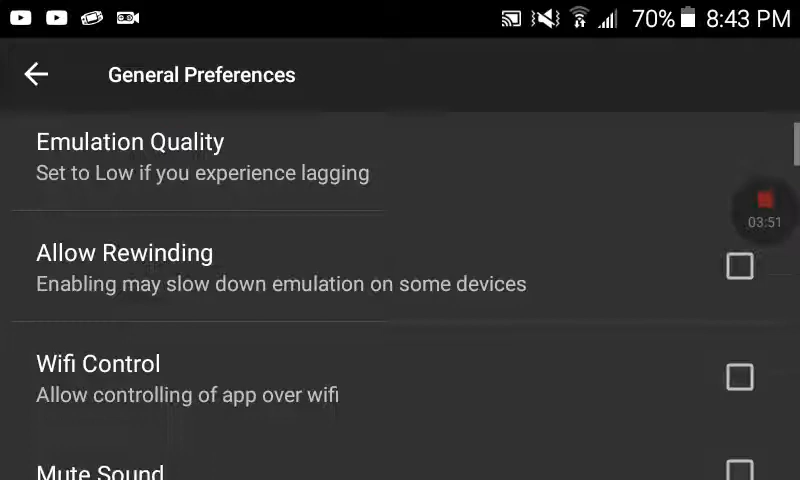 70% 8:43 PM
General Preferences
Emulation Quality
Set to Low if you experience lagging
03:51
Allow Rewinding
Enabling may slow down emulation on some devices
Wifi Control
Allow controlling of app over wifi
Mute Sound